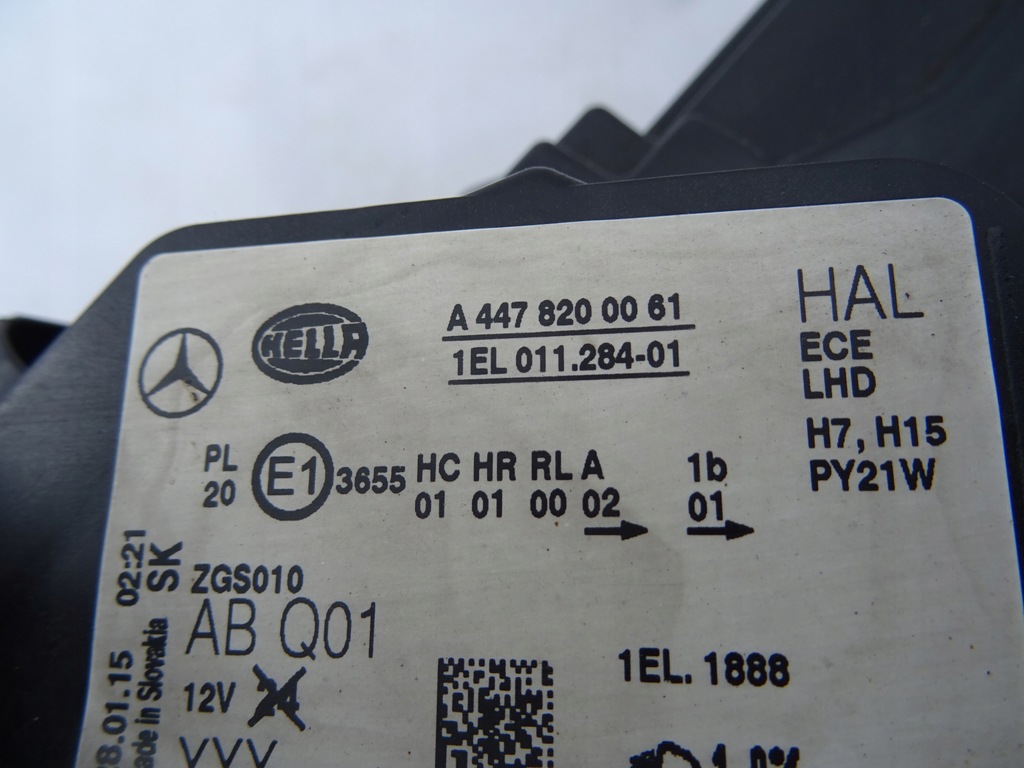 HELLA
A 447 820 00 61
1EL 011.284-01
HAL
ECE
LHD
H7, H15
PY21W
PL
20
E1 3655 HC HR RL A 1b
01 01 00 02 01
ZGS010
AB Q01
12V
1EL. 1888
8.01.15 02:21
in Slovakia SK